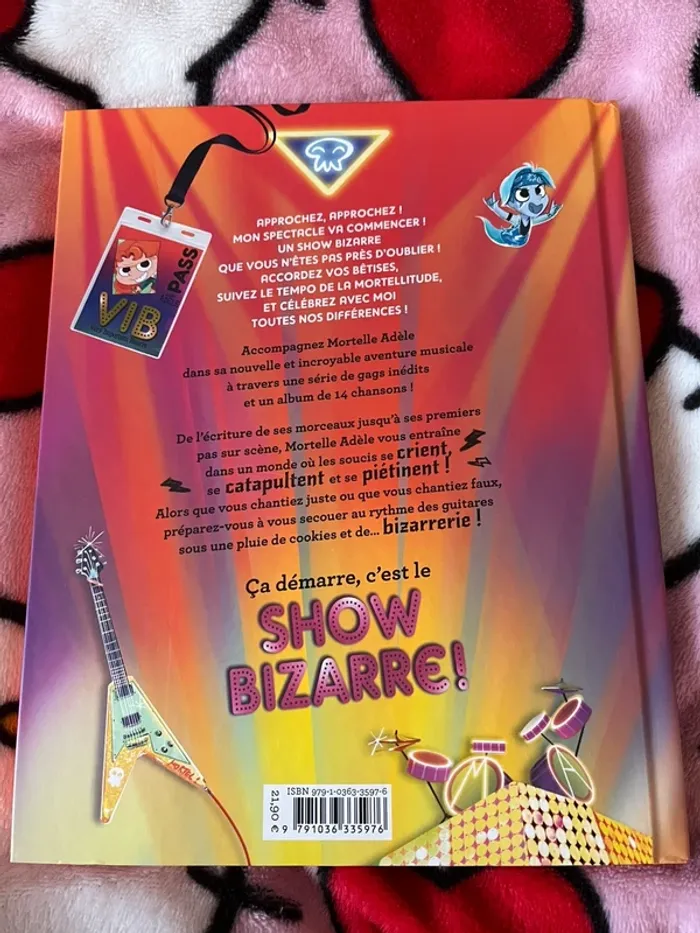 APPROCHEZ, APPROCHEZ !
MON SPECTACLE VA COMMENCER !
UN SHOW BIZARRE
QUE VOUS N'ÊTES PAS PRÈS D'OUBLIER !
ACCORDEZ VOS BÊTISES,
SUIVEZ LE TEMPO DE LA MORTELLITUDE,
ET CÉLÉBREZ AVEC MOI
TOUTES NOS DIFFÉRENCES !
PASS
VIB
Accompagnez Mortelle Adèle
dans sa nouvelle et incroyable aventure musicale
à travers une série de gags inédits
et un album de 14 chansons !
De l'écriture de ses morceaux jusqu'à ses premiers
pas sur scène, Mortelle Adèle vous entraîne
dans un monde où les soucis se crient,
se catapultent et se piétinent !
Alors que vous chantiez juste ou que vous chantiez faux,
préparez-vous à vous secouer au rythme des guitares
sous une pluie de cookies et de... bizarrerie !
Ça démarre, c'est le
SHOW
BIZARRE !
M A
ISBN 979-1-0363-3597-6
21,90 €
9 791036 335976